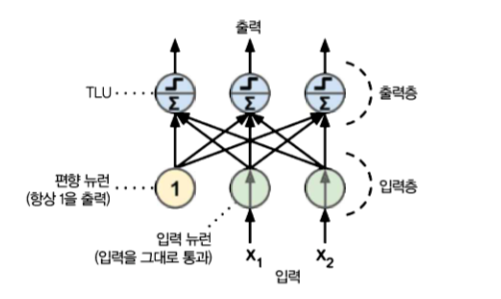 출력
TLU
Σ
Σ
Σ
출력층
편향 뉴런
(항상 1을 출력)
1
입력층
입력 뉴런
(입력을 그대로 통과)
x1
x2
입력